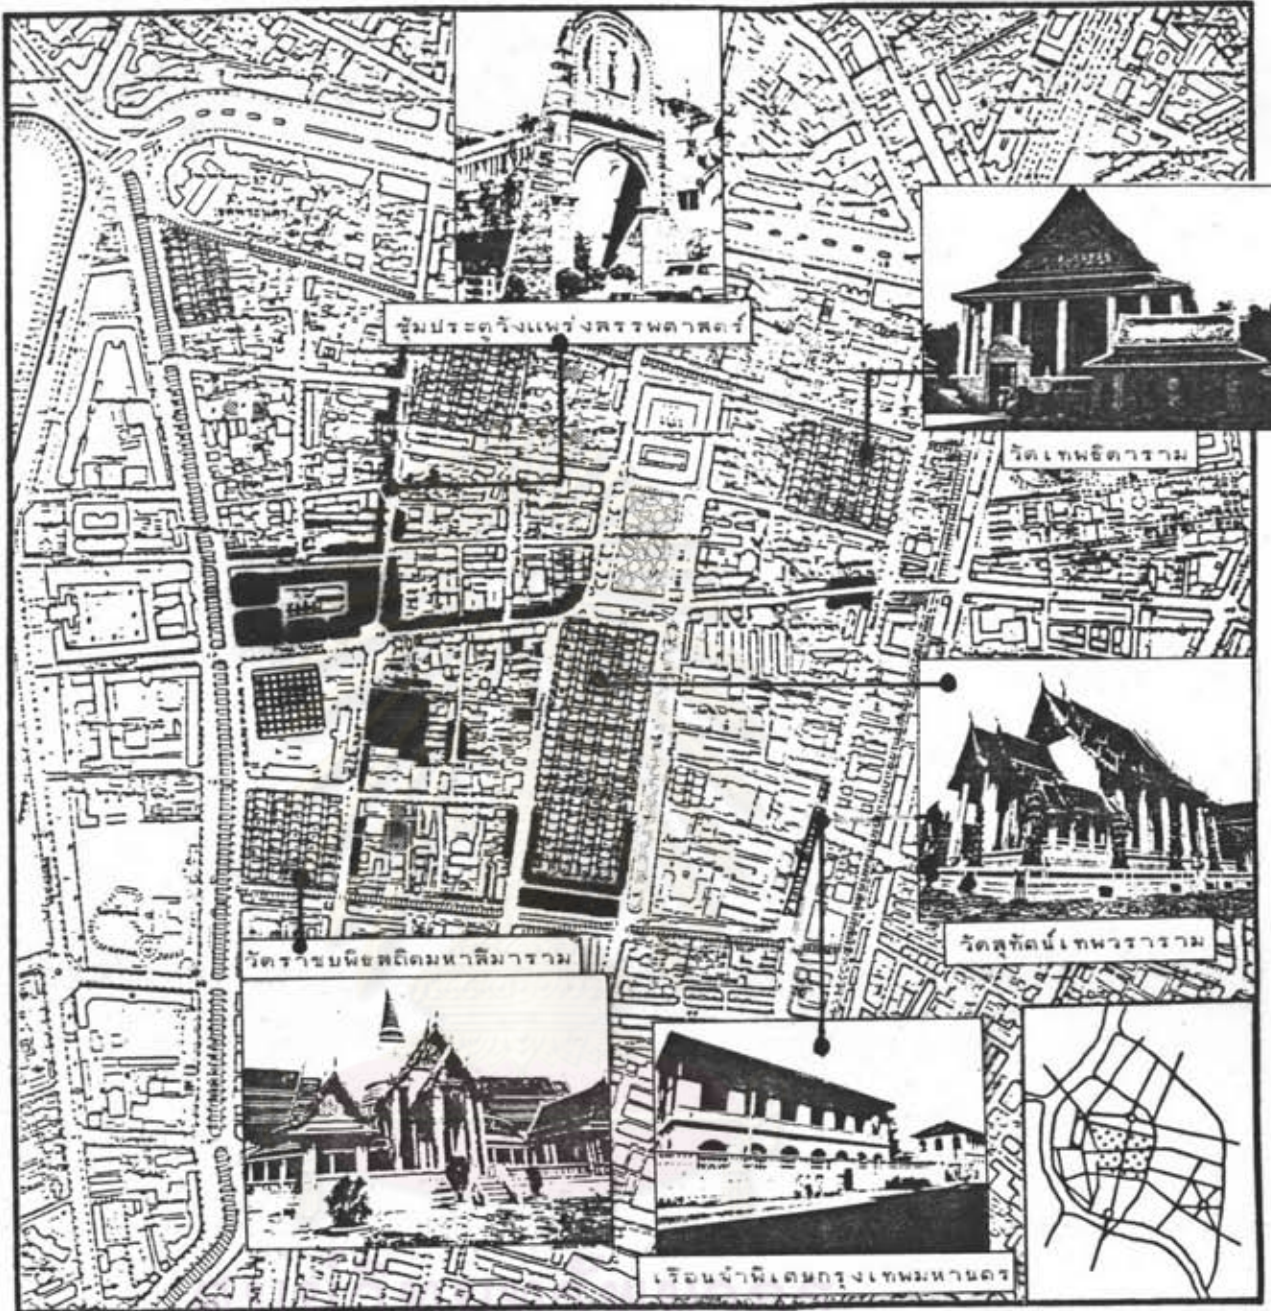 ซุ้มประตูวังแพร่งสรรพศาสตร์
วัดเทพธิดาราม
วัดสุทัศน์เทพวราราม
วัดราชบพิธสถิตมหาสีมาราม
เรือนจำพิเศษกรุงเทพมหานคร